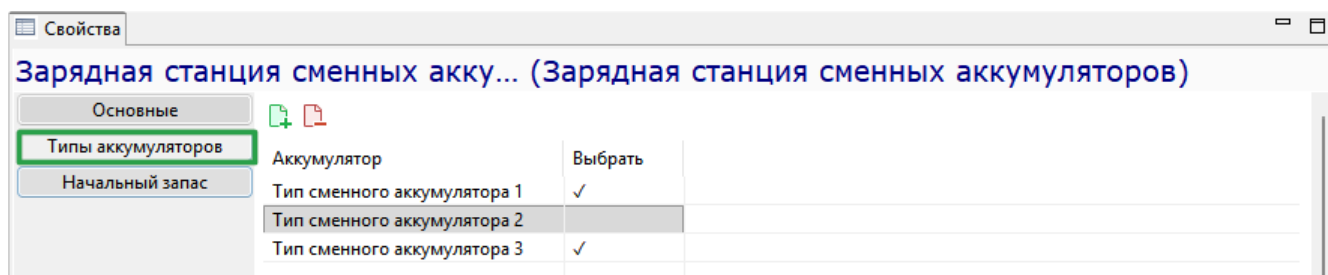 Свойства
Зарядная станция сменных акку... (Зарядная станция сменных аккумуляторов)
Основные
Типы аккумуляторов
Начальный запас
Аккумулятор Выбрать
Тип сменного аккумулятора 1 ✓
Тип сменного аккумулятора 2
Тип сменного аккумулятора 3 ✓